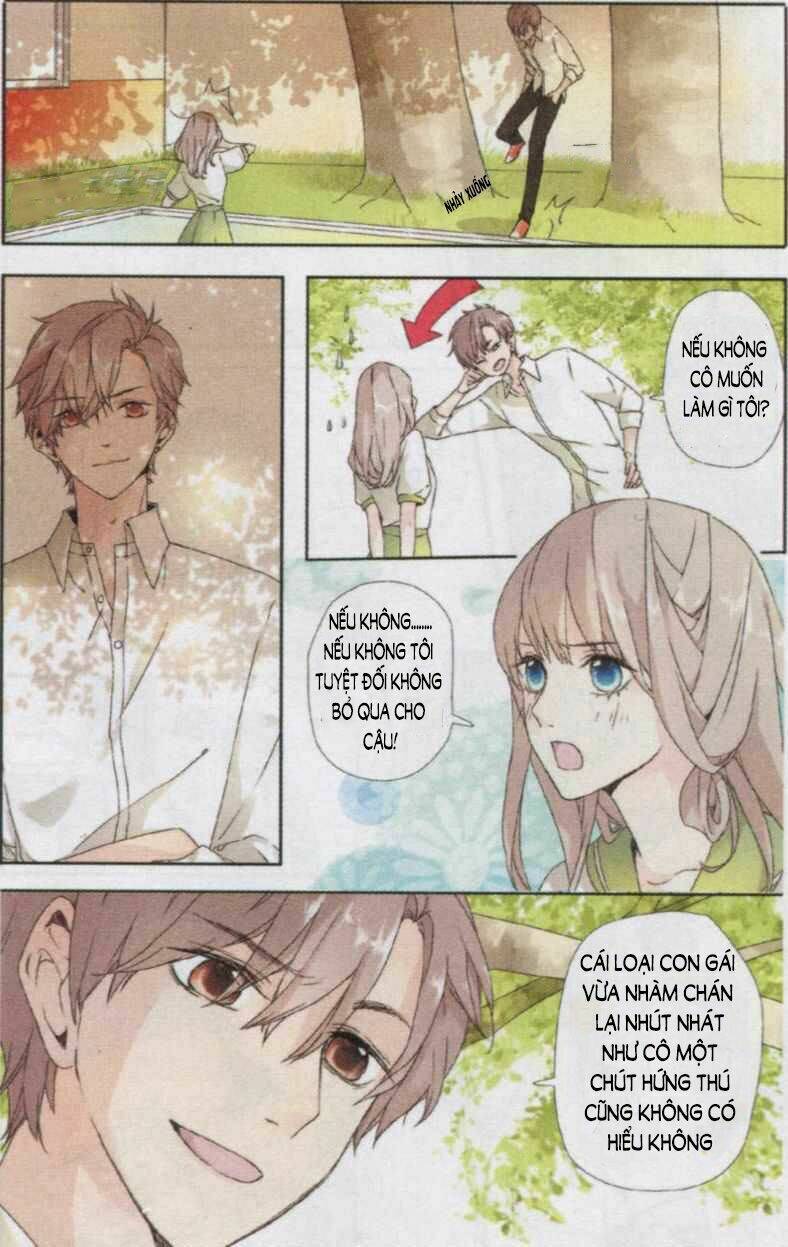 NHẢY XUỐNG
NẾU KHÔNG
CÔ MUỐN
LÀM GÌ TÔI?
NẾU KHÔNG.......
NẾU KHÔNG TÔI
TUYỆT ĐỐI KHÔNG
BỎ QUA CHO
CẬU!
CÁI LOẠI CON GÁI
VỪA NHÀM CHÁN
LẠI NHÚT NHÁT
NHƯ CÔ MỘT
CHÚT HỨNG THÚ
CŨNG KHÔNG CÓ
HIỂU KHÔNG